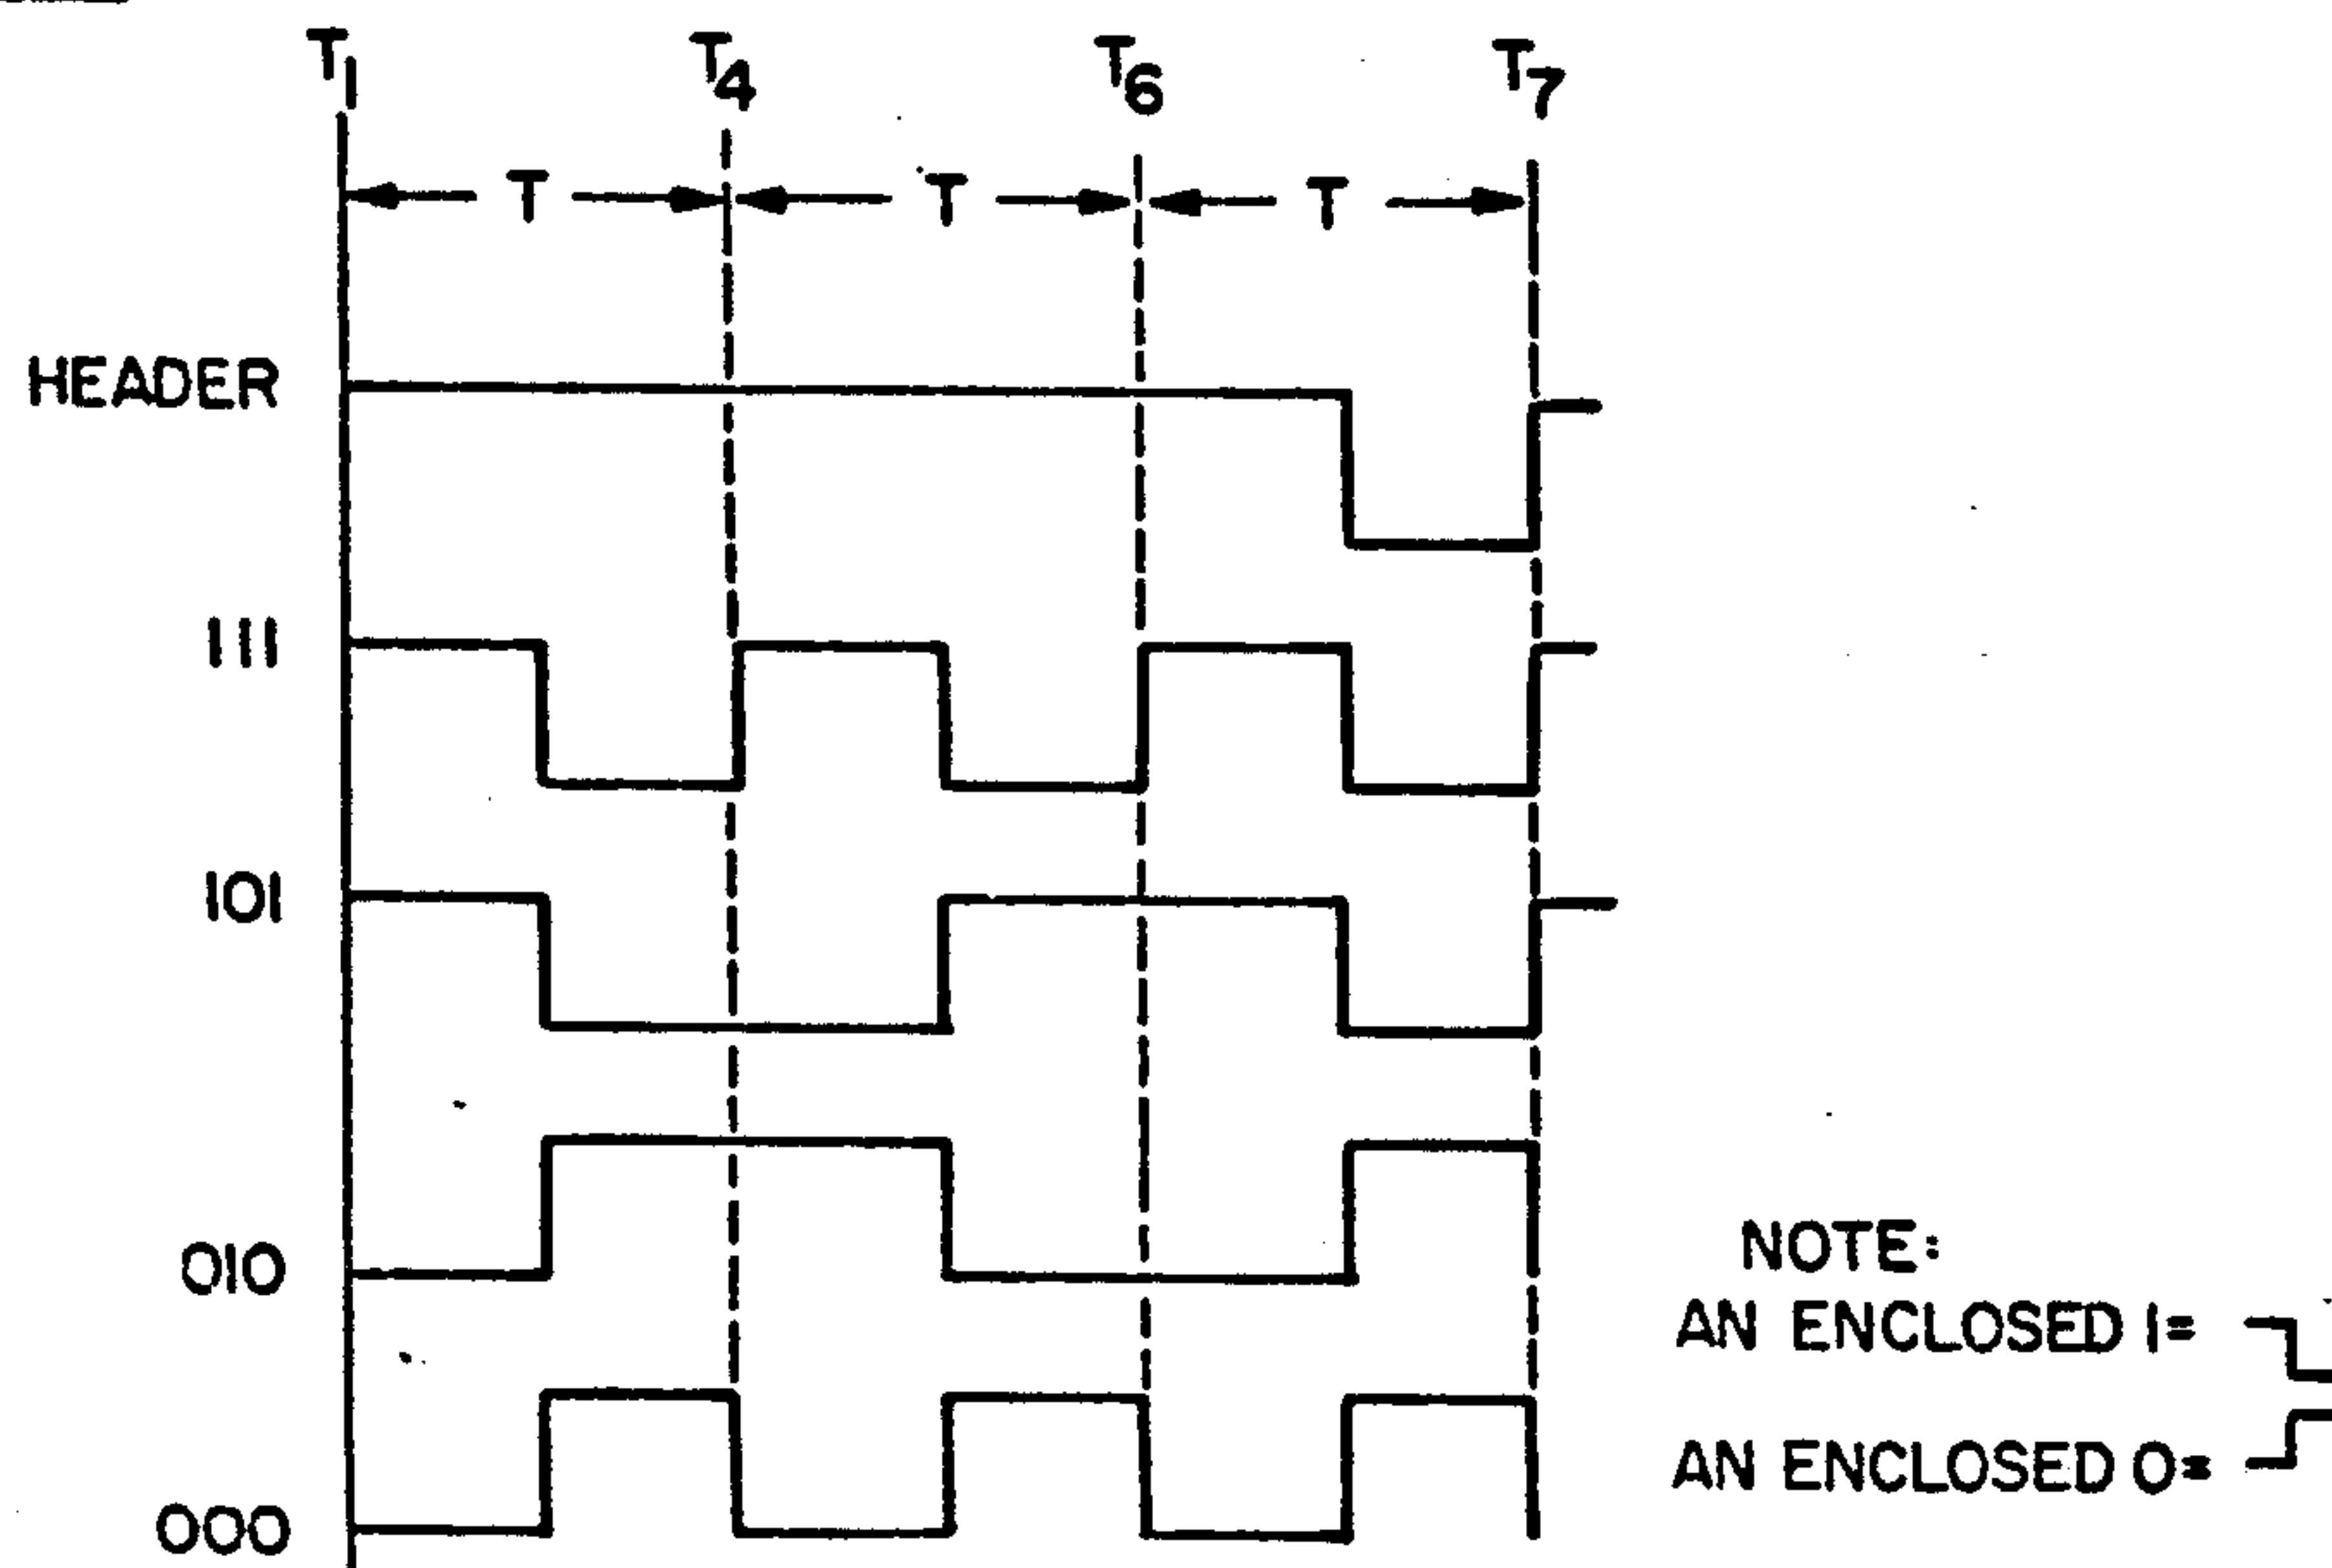 T1 T4 T6 T7
T T T
HEADER
111
101
010
NOTE:
AN ENCLOSED 1=
AN ENCLOSED 0=
000